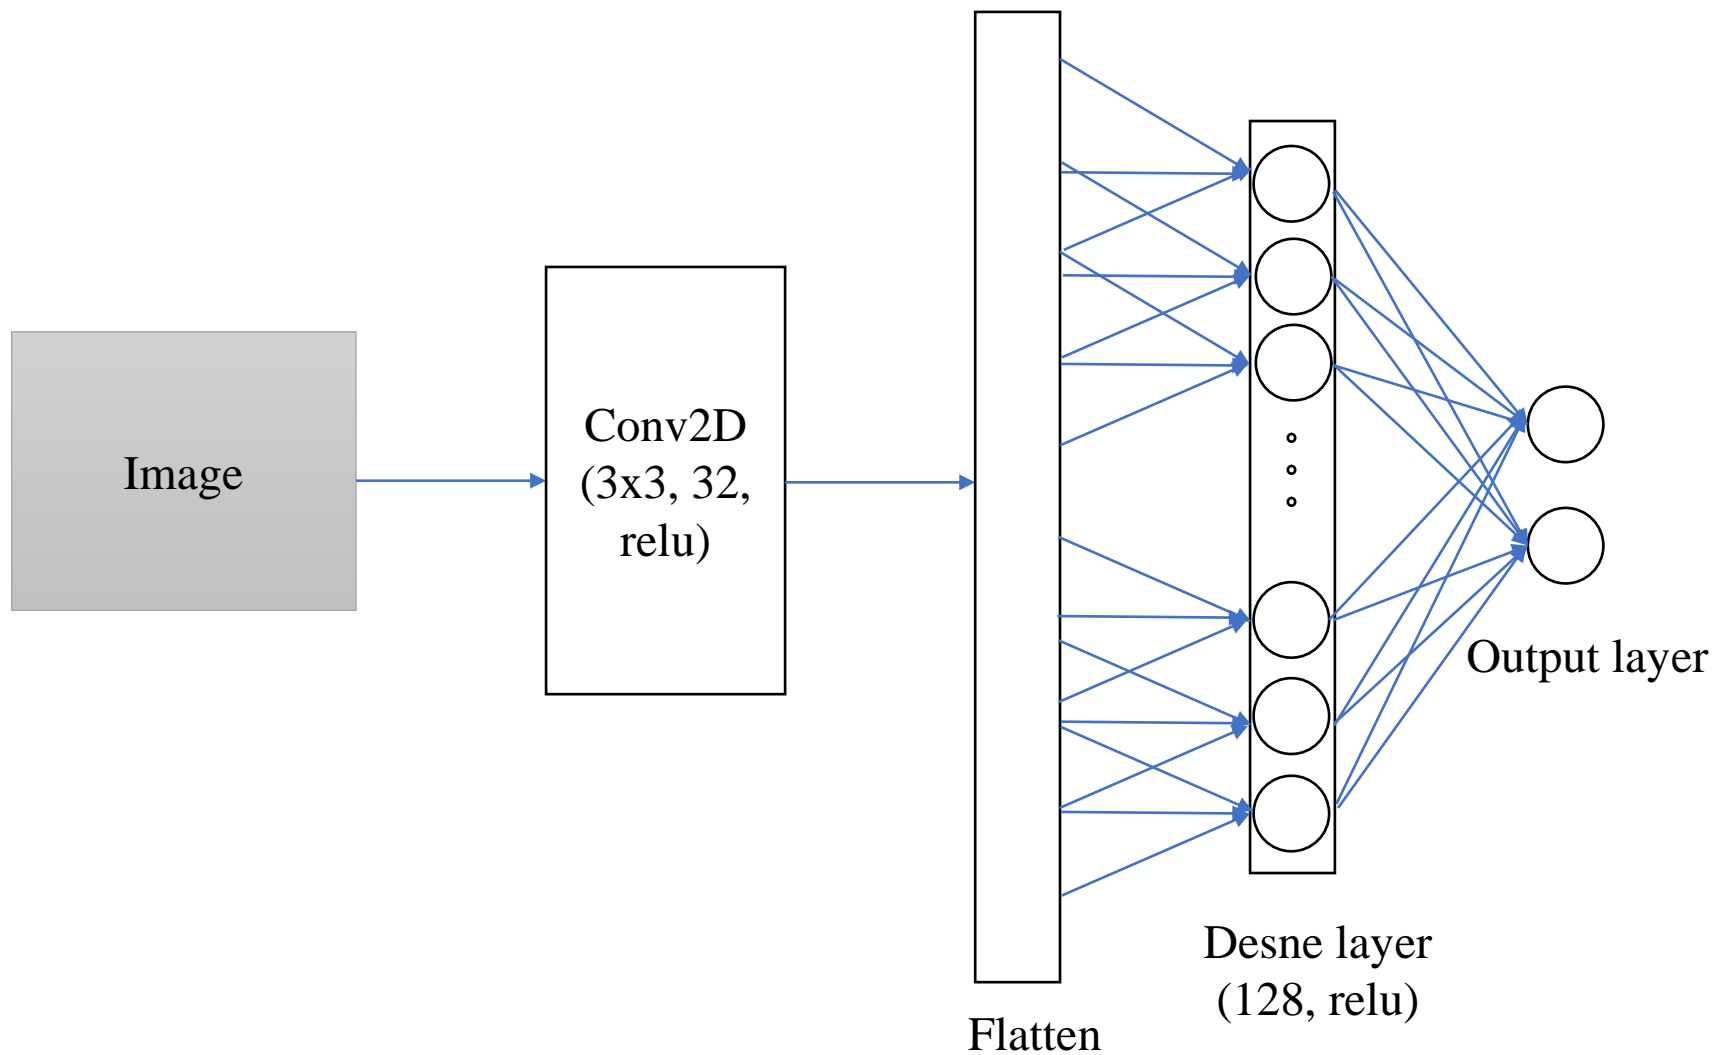 Image
Conv2D
(3x3, 32,
relu)
Flatten
Desne layer
(128, relu)
Output layer